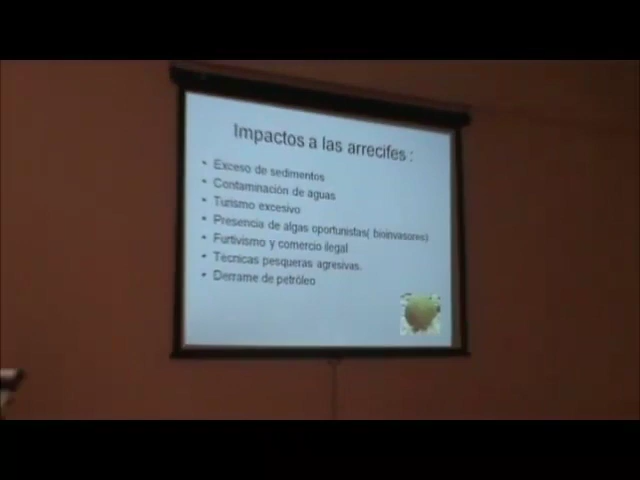 Impactos a las arrecifes :
• Exceso de sedimentos
• Contaminación de aguas
• Turismo excesivo
• Presencia de algas oportunistas( bioinvasores)
• Furtivismo y comercio ilegal
• Tecnicas pesqueras agresivas.
• Derrame de petróleo